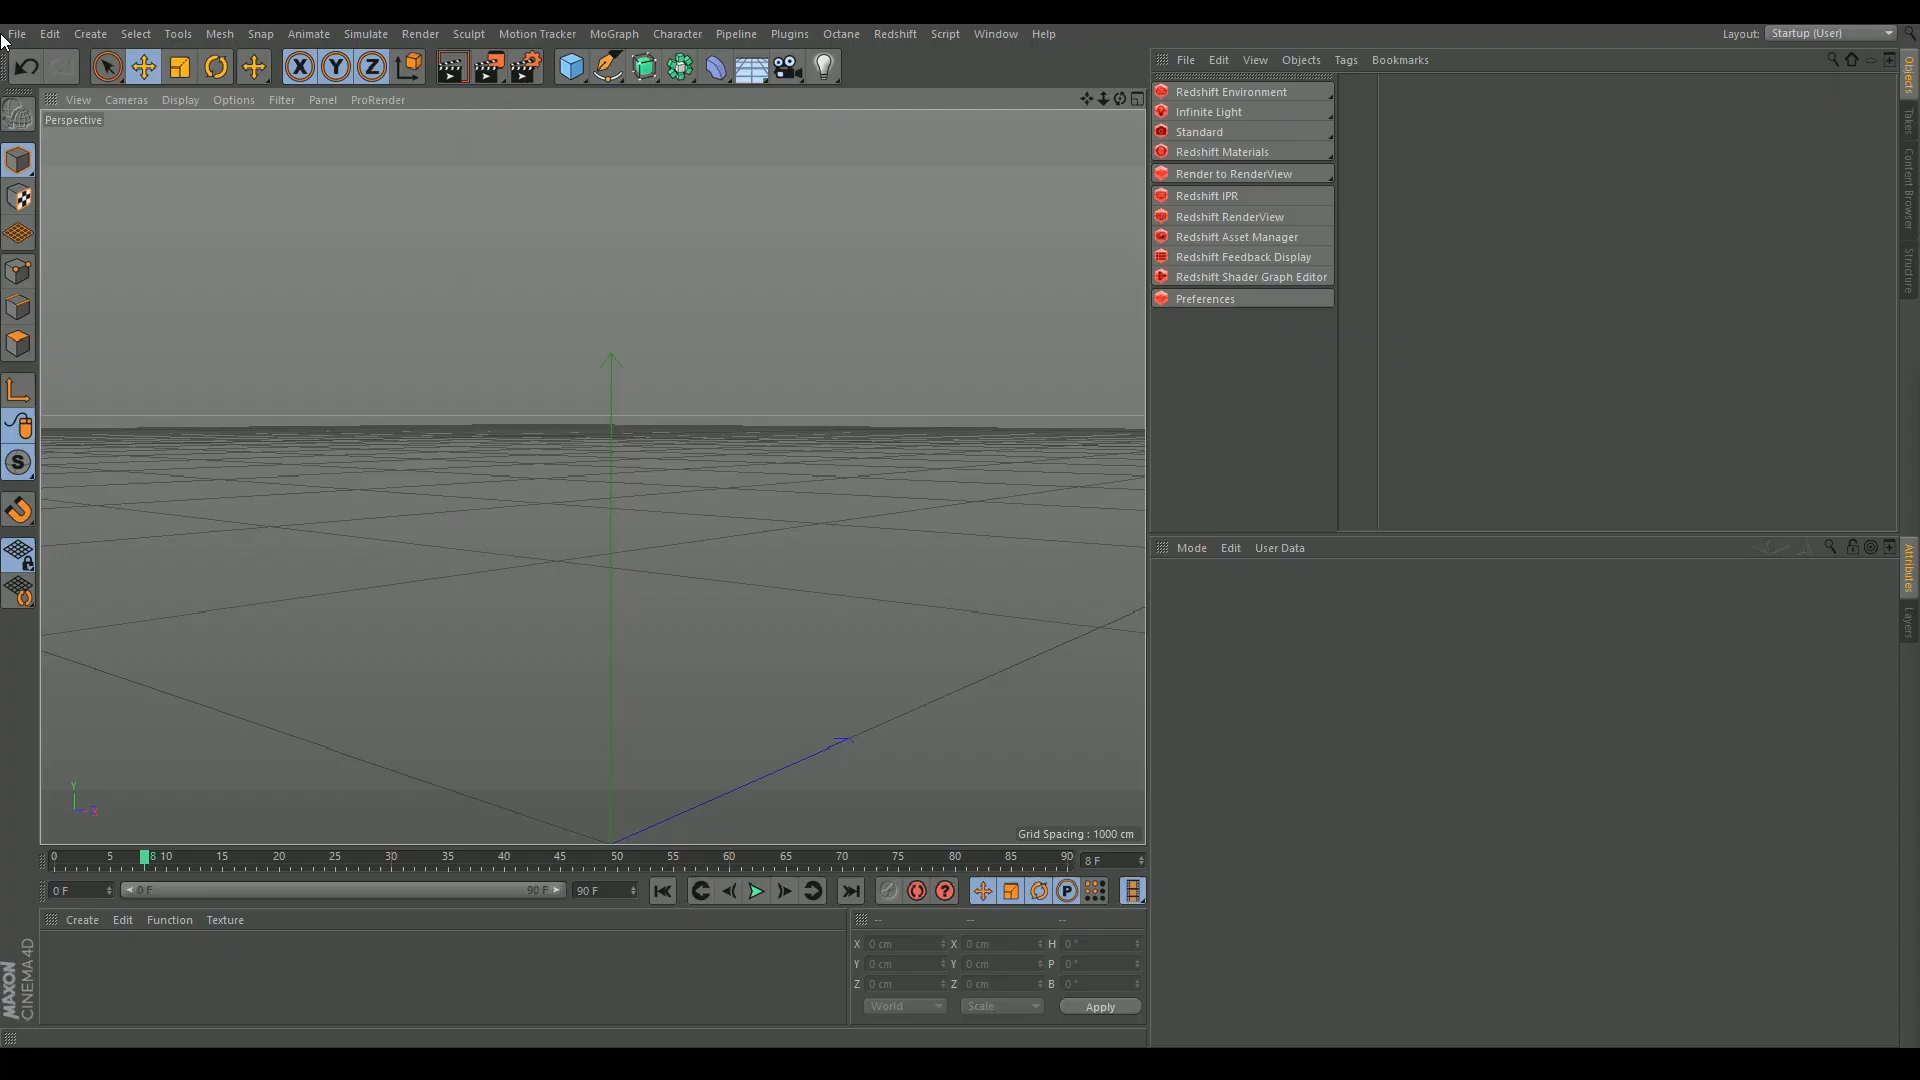 File Edit Create Select Tools Mesh Snap Animate Simulate Render Sculpt Motion Tracker MoGraph Character Pipeline Plugins Octane Redshift Script Window Help
Layout: Startup (User)
X Y Z
View Cameras Display Options Filter Panel ProRender
Perspective
S
Y
Z
Grid Spacing : 1000 cm
0 5 8 10 15 20 25 30 35 40 45 50 55 60 65 70 75 80 85 90
8 F
0 F 0 F 90 F 90 F
? P
Create Edit Function Texture
-- -- --
X 0 cm X 0 cm H 0 °
Y 0 cm Y 0 cm P 0 °
Z 0 cm Z 0 cm B 0 °
World Scale Apply
MAXON
CINEMA 4D
File Edit View Objects Tags Bookmarks
Redshift Environment
Infinite Light
Standard
Redshift Materials
Render to RenderView
Redshift IPR
Redshift RenderView
Redshift Asset Manager
Redshift Feedback Display
Redshift Shader Graph Editor
Preferences
Mode Edit User Data
Objects
Takes
Content Browser
Structure
Attributes
Layers